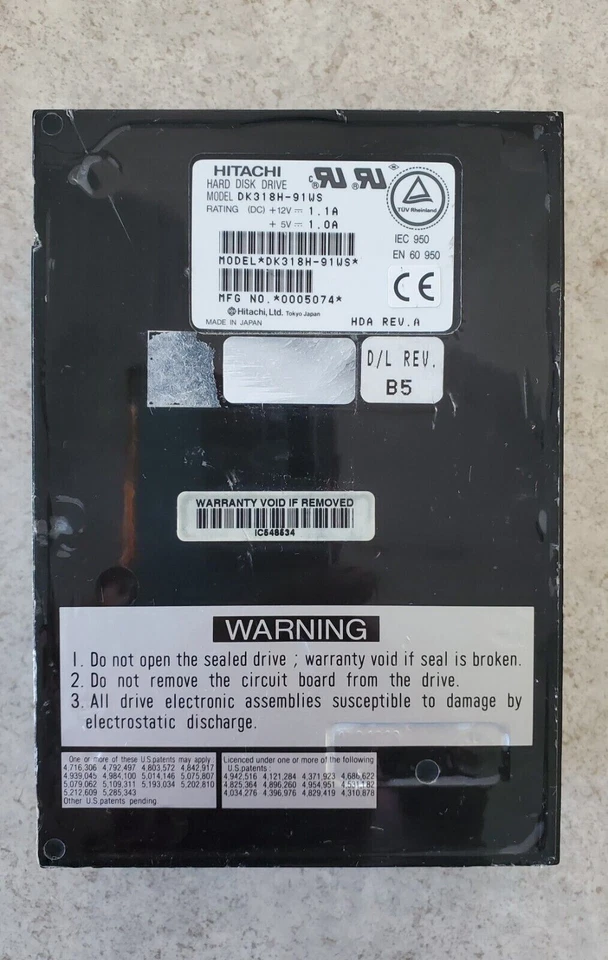 HITACHI
HARD DISK DRIVE
MODEL DK318H-91WS
RATING (DC) +12V 1.1A
+ 5V 1.0A
TÜV Rheinland
IEC 950
EN 60 950
MODEL*DK318H-91WS*
MFG NO.*0005074*
CE
Hitachi, Ltd. Tokyo Japan
MADE IN JAPAN
HDA REV.A
D/L REV.
B5
WARRANTY VOID IF REMOVED
IC548534
WARNING
1. Do not open the sealed drive ; warranty void if seal is broken.
2. Do not remove the circuit board from the drive.
3. All drive electronic assemblies susceptible to damage by
electrostatic discharge.
One or more of these U.S.patents may apply
4,716,306 4,792,497 4,803,572 4,842,917
4,939,045 4,984,100 5,014,146 5,075,807
5,079,062 5,109,311 5,193,034 5,202,810
5,212,609 5,285,343
Other U.S.patents pending
Licenced under one or more of the following
U.S.patents:
4,942,516 4,121,284 4,371,923 4,686,622
4,825,364 4,896,260 4,954,951
4,034,276 4,396,976 4,829,419 4,310,878